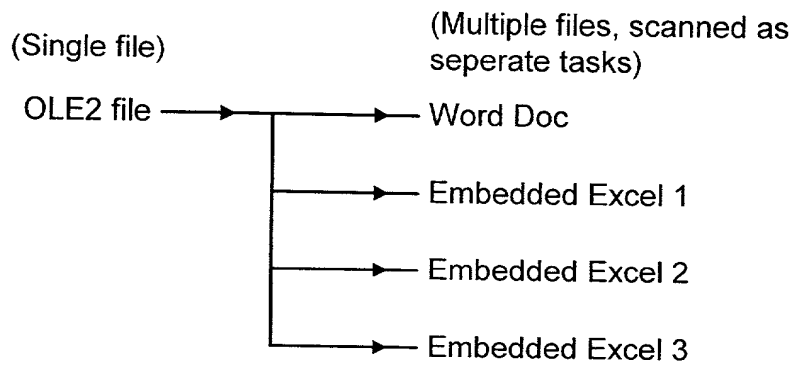 (Single file)
(Multiple files, scanned as
seperate tasks)
OLE2 file
Word Doc
Embedded Excel 1
Embedded Excel 2
Embedded Excel 3